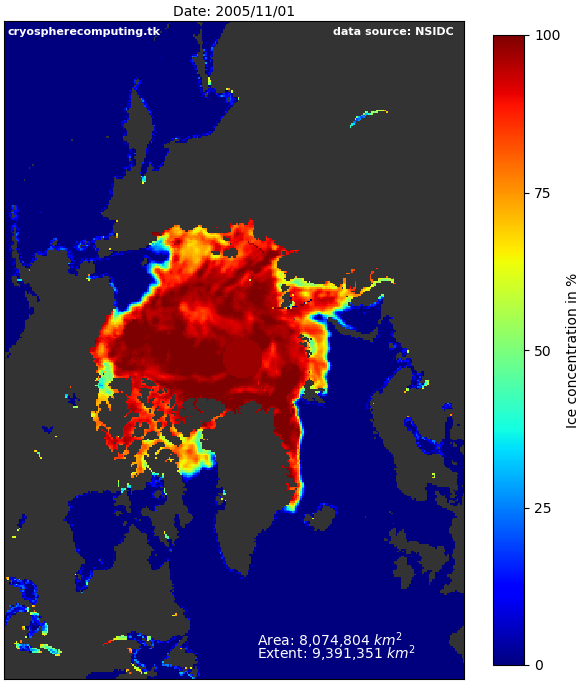 Date: 2005/11/01
cryospherecomputing.tk
data source: NSIDC
100
75
50
25
0
Ice concentration in %
Area: 8,074,804 km²
Extent: 9,391,351 km²